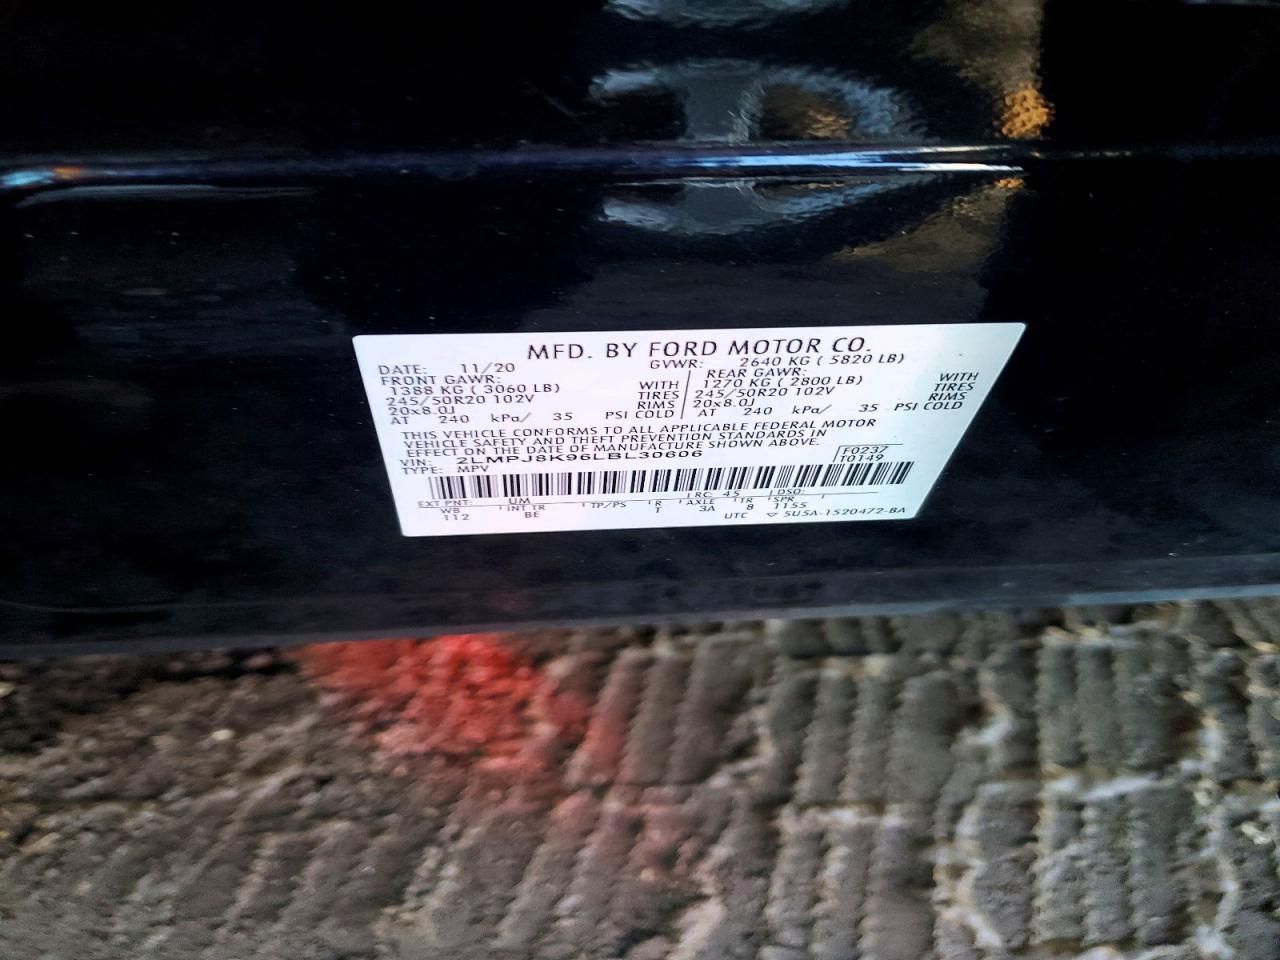 MFD. BY FORD MOTOR CO.
DATE: 11/20 GVWR: 2640 KG ( 5820 LB)
FRONT GAWR: REAR GAWR:
1388 KG ( 3060 LB) WITH 1270 KG ( 2800 LB) WITH
245/50R20 102V TIRES 245/50R20 102V TIRES
20x8.0J RIMS 20x8.0J RIMS
AT 240 kPa/ 35 PSI COLD AT 240 kPa/ 35 PSI COLD
THIS VEHICLE CONFORMS TO ALL APPLICABLE FEDERAL MOTOR
VEHICLE SAFETY AND THEFT PREVENTION STANDARDS IN
EFFECT ON THE DATE OF MANUFACTURE SHOWN ABOVE.
VIN: 2LMPJ8K96LBL30606 F0237
TYPE: MPV T0149
EXT PNT: UM RC: 45 DSO:
WB INT TR TP/PS R AXLE TR SPR
112 BE T 3A 8 1155
UTC 5U5A-1520472-BA